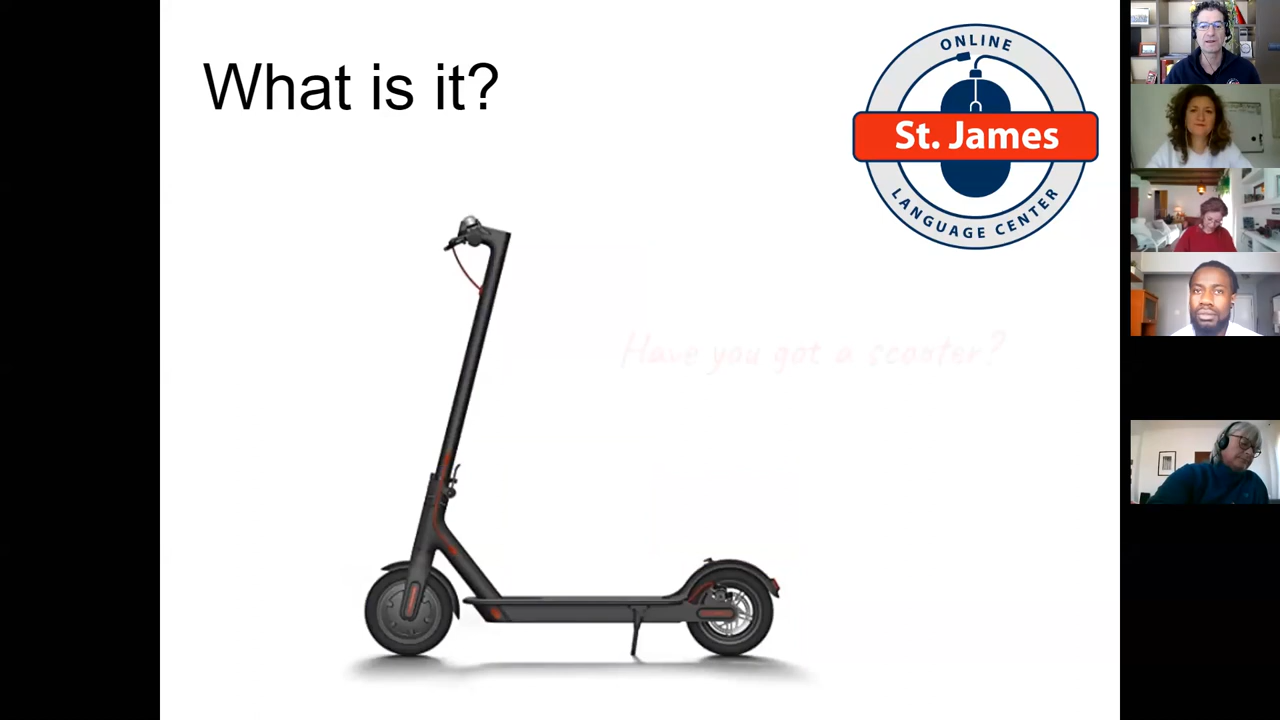 What is it?
ONLINE
St. James
LANGUAGE CENTER
Have you got a scooter?